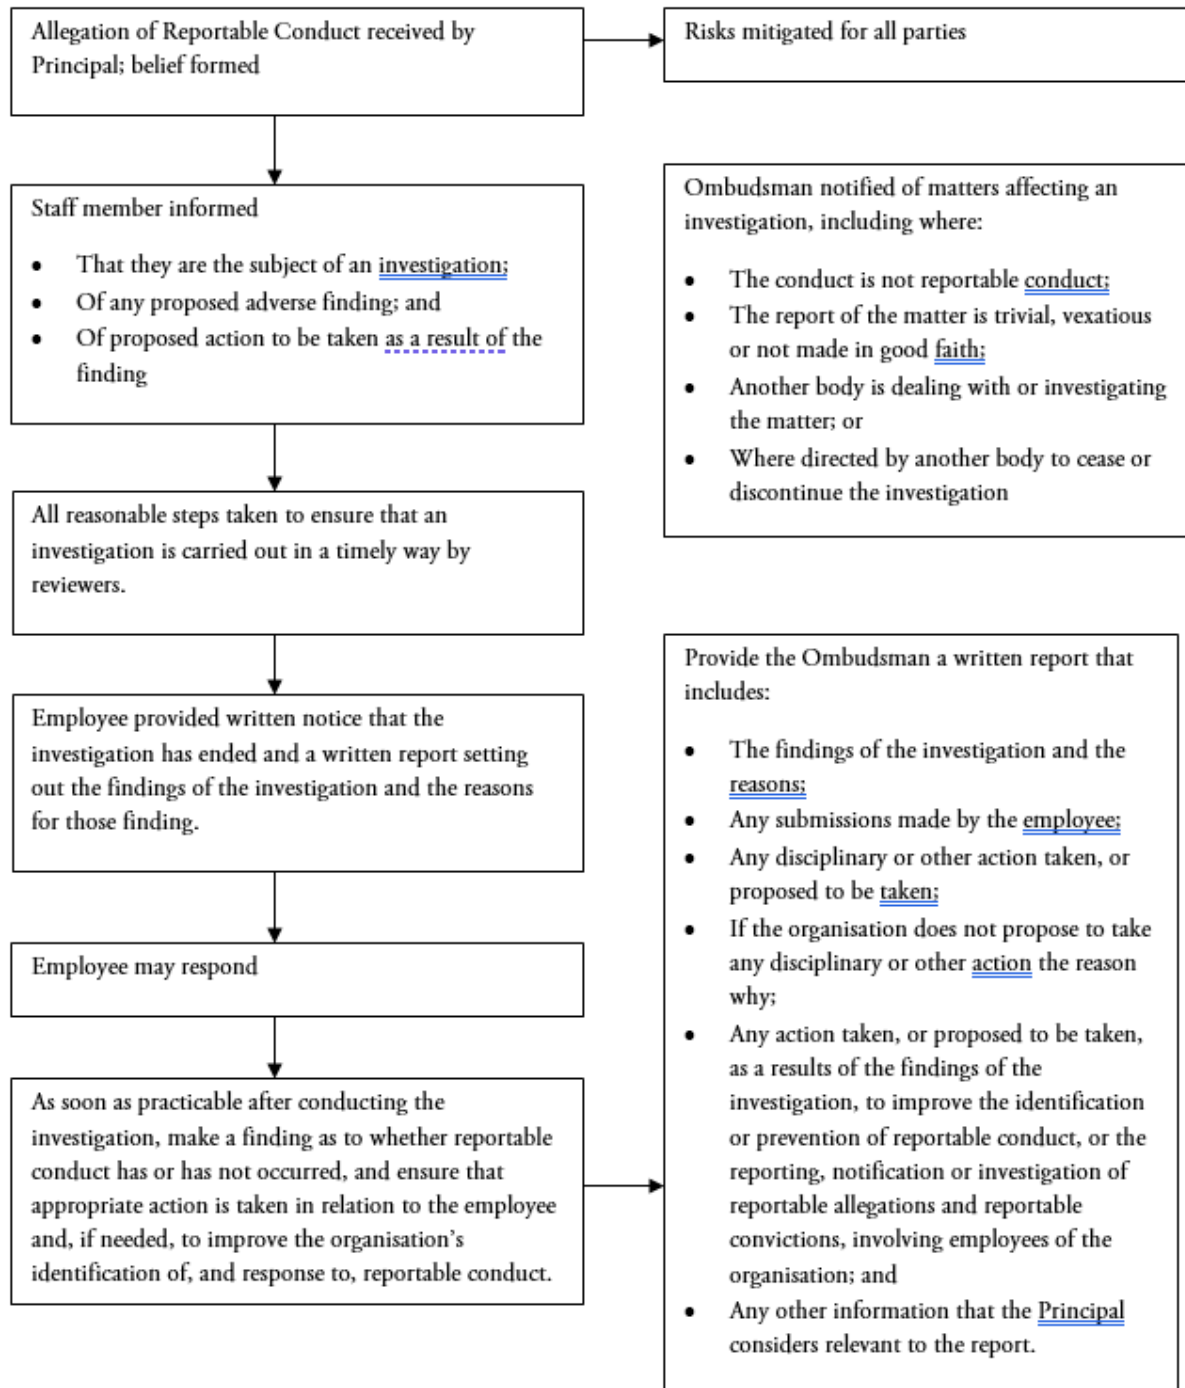 Allegation of Reportable Conduct received by
Principal; belief formed
Risks mitigated for all parties
Staff member informed
• That they are the subject of an investigation;
• Of any proposed adverse finding; and
• Of proposed action to be taken as a result of the
finding
Ombudsman notified of matters affecting an
investigation, including where:
• The conduct is not reportable conduct;
• The report of the matter is trivial, vexatious
or not made in good faith;
• Another body is dealing with or investigating
the matter; or
• Where directed by another body to cease or
discontinue the investigation
All reasonable steps taken to ensure that an
investigation is carried out in a timely way by
reviewers.
Employee provided written notice that the
investigation has ended and a written report setting
out the findings of the investigation and the reasons
for those finding.
Employee may respond
As soon as practicable after conducting the
investigation, make a finding as to whether reportable
conduct has or has not occurred, and ensure that
appropriate action is taken in relation to the employee
and, if needed, to improve the organisation's
identification of, and response to, reportable conduct.
Provide the Ombudsman a written report that
includes:
• The findings of the investigation and the
reasons;
• Any submissions made by the employee;
• Any disciplinary or other action taken, or
proposed to be taken;
• If the organisation does not propose to take
any disciplinary or other action the reason
why;
• Any action taken, or proposed to be taken,
as a results of the findings of the
investigation, to improve the identification
or prevention of reportable conduct, or the
reporting, notification or investigation of
reportable allegations and reportable
convictions, involving employees of the
organisation; and
• Any other information that the Principal
considers relevant to the report.